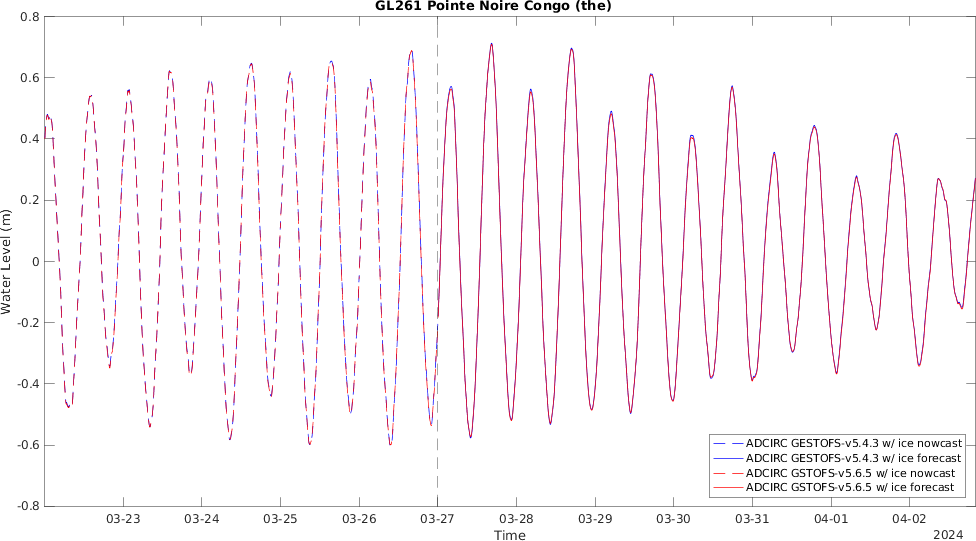 GL261 Pointe Noire Congo (the)
Water Level (m)
0.8
0.6
0.4
0.2
0
-0.2
-0.4
-0.6
-0.8
ADCIRC GESTOFS-v5.4.3 w/ ice nowcast
ADCIRC GESTOFS-v5.4.3 w/ ice forecast
ADCIRC GSTOFS-v5.6.5 w/ ice nowcast
ADCIRC GSTOFS-v5.6.5 w/ ice forecast
03-23 03-24 03-25 03-26 03-27 03-28 03-29 03-30 03-31 04-01 04-02
Time
2024